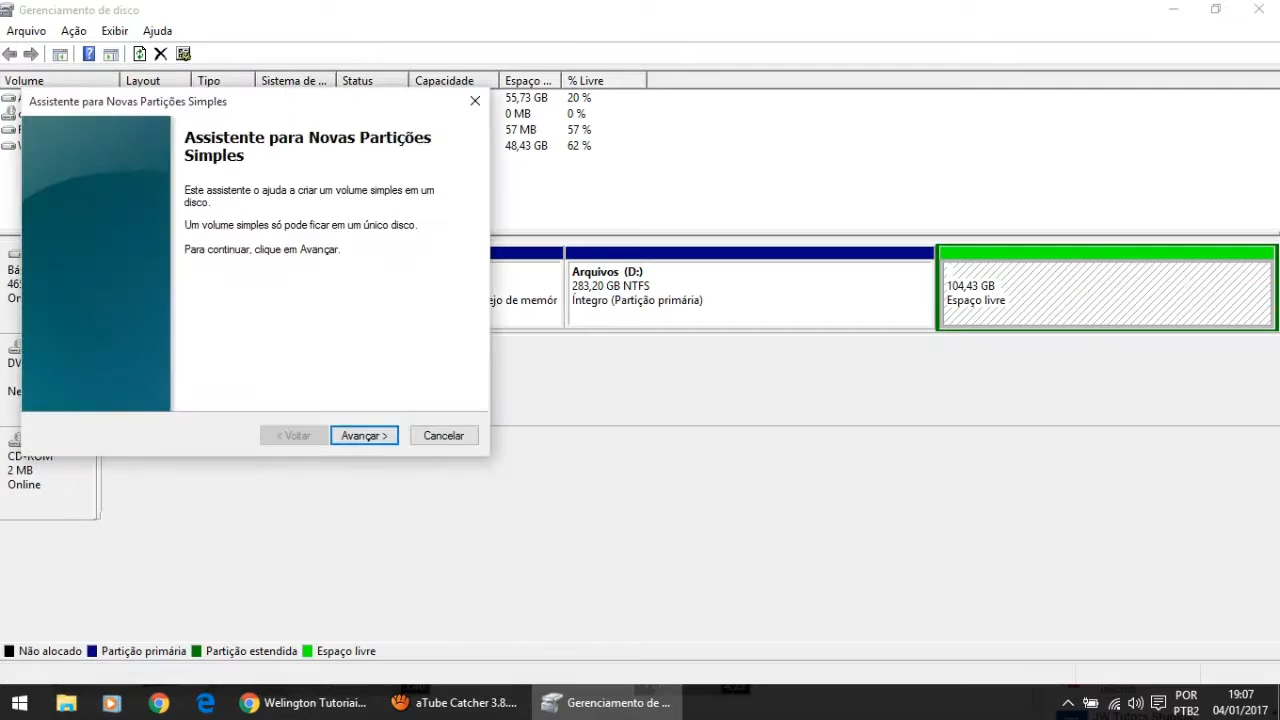 Gerenciamento de disco
Arquivo Ação Exibir Ajuda
Volume Layout Tipo Sistema de ... Status Capacidade Espaço ... % Livre
55,73 GB 20 %
0 MB 0 %
57 MB 57 %
48,43 GB 62 %
Assistente para Novas Partições Simples
Assistente para Novas Partições
Simples
Este assistente o ajuda a criar um volume simples em um
disco.
Um volume simples só pode ficar em um único disco.
Para continuar, clique em Avançar.
< Voltar Avançar > Cancelar
Arquivos (D:)
283,20 GB NTFS
Íntegro (Partição primária)
104,43 GB
Espaço livre
CD-ROM
2 MB
Online
Não alocado Partição primária Partição estendida Espaço livre
Welington Tutoriai... aTube Catcher 3.8.... Gerenciamento de ...
POR
PTB2
19:07
04/01/2017